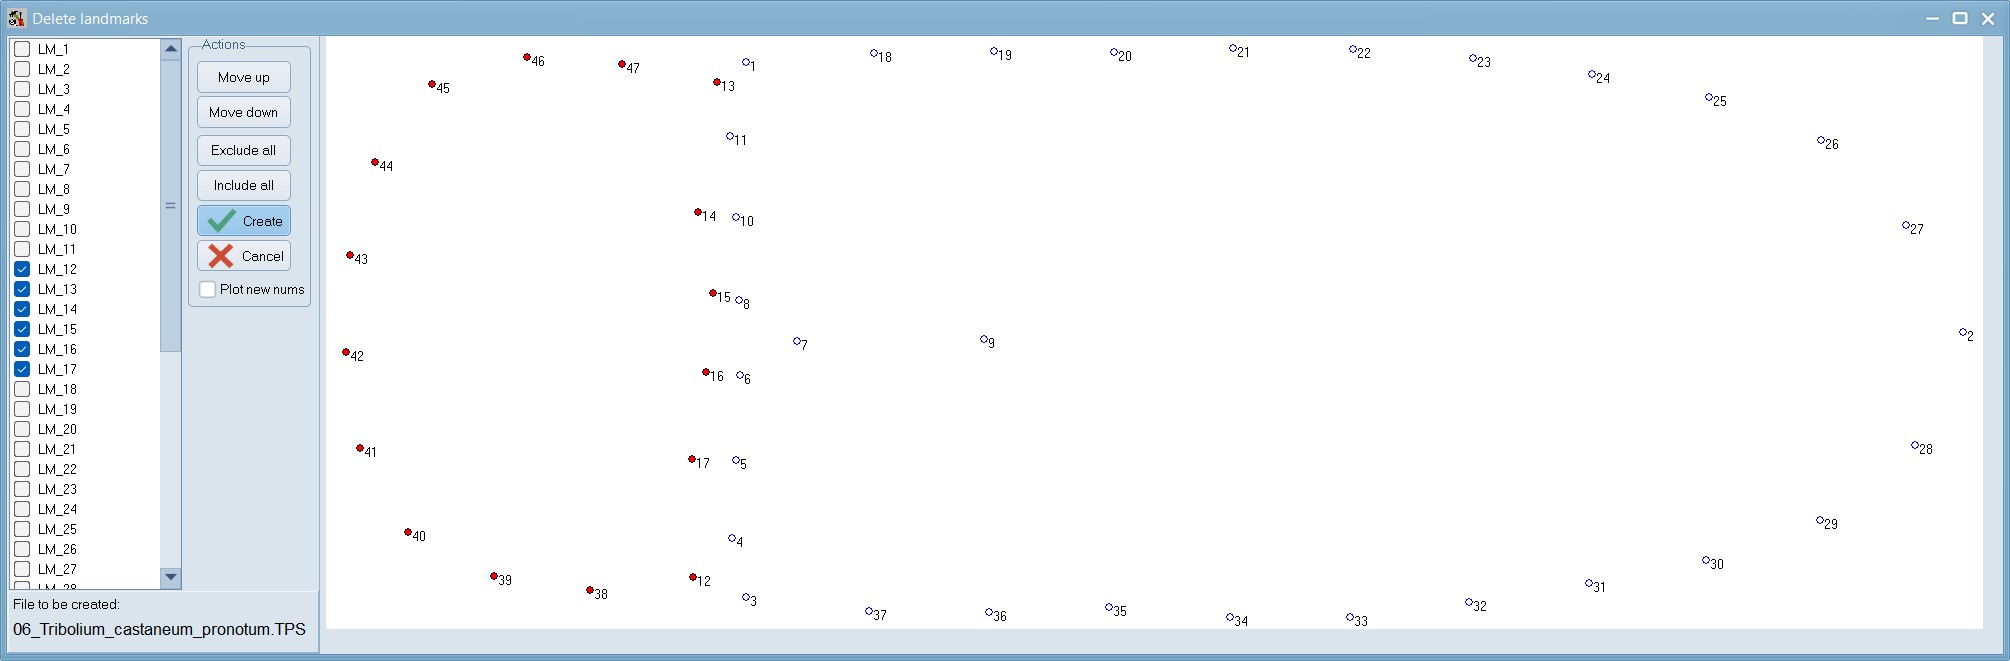 Delete landmarks
LM_1
LM_2
LM_3
LM_4
LM_5
LM_6
LM_7
LM_8
LM_9
LM_10
LM_11
LM_12
LM_13
LM_14
LM_15
LM_16
LM_17
LM_18
LM_19
LM_20
LM_21
LM_22
LM_23
LM_24
LM_25
LM_26
LM_27
LM_28
File to be created:
06_Tribolium_castaneum_pronotum.TPS
Actions
Move up
Move down
Exclude all
Include all
Create
Cancel
Plot new nums
46
47
1
18
19
20
21
22
23
24
45
13
25
11
26
44
14
10
27
43
15
8
7
9
2
42
16
6
41
17
5
28
40
4
29
39
12
30
38
3
31
37
36
35
34
33
32